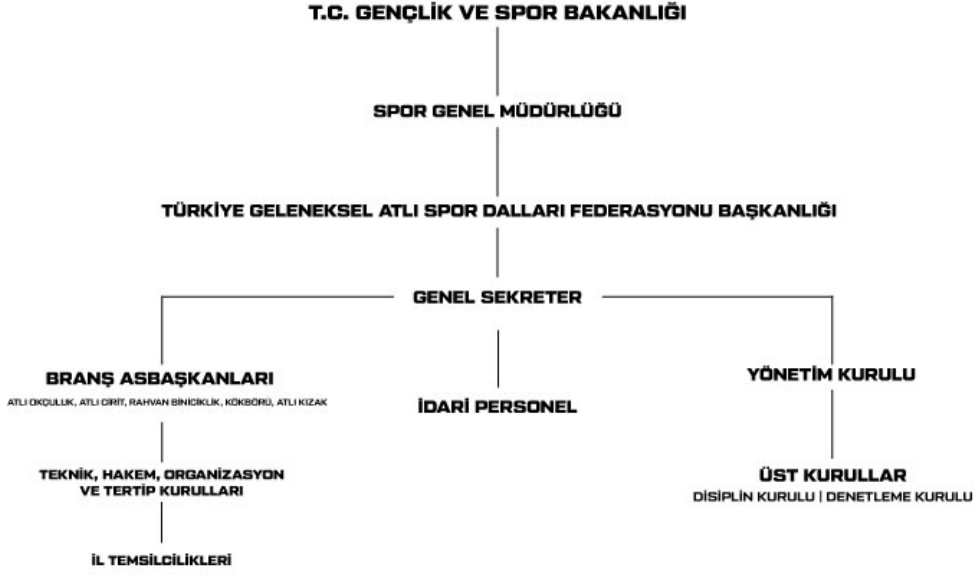 T.C. GENÇLİK VE SPOR BAKANLIĞI
SPOR GENEL MÜDÜRLÜĞÜ
TÜRKİYE GELENEKSEL ATLI SPOR DALLARI FEDERASYONU BAŞKANLIĞI
GENEL SEKRETER
BRANŞ ASBAŞKANLARI
ATLI OKÇULUK, ATLI CİRİT, RAHVAN BİNİCİKLİK, KÖKBÖRÜ, ATLI KIZAK
TEKNİK, HAKEM, ORGANİZASYON
VE TERTİP KURULLARI
İL TEMSİLCİLİKLERİ
İDARİ PERSONEL
YÖNETİM KURULU
ÜST KURULLAR
DİSİPLİN KURULU | DENETLEME KURULU